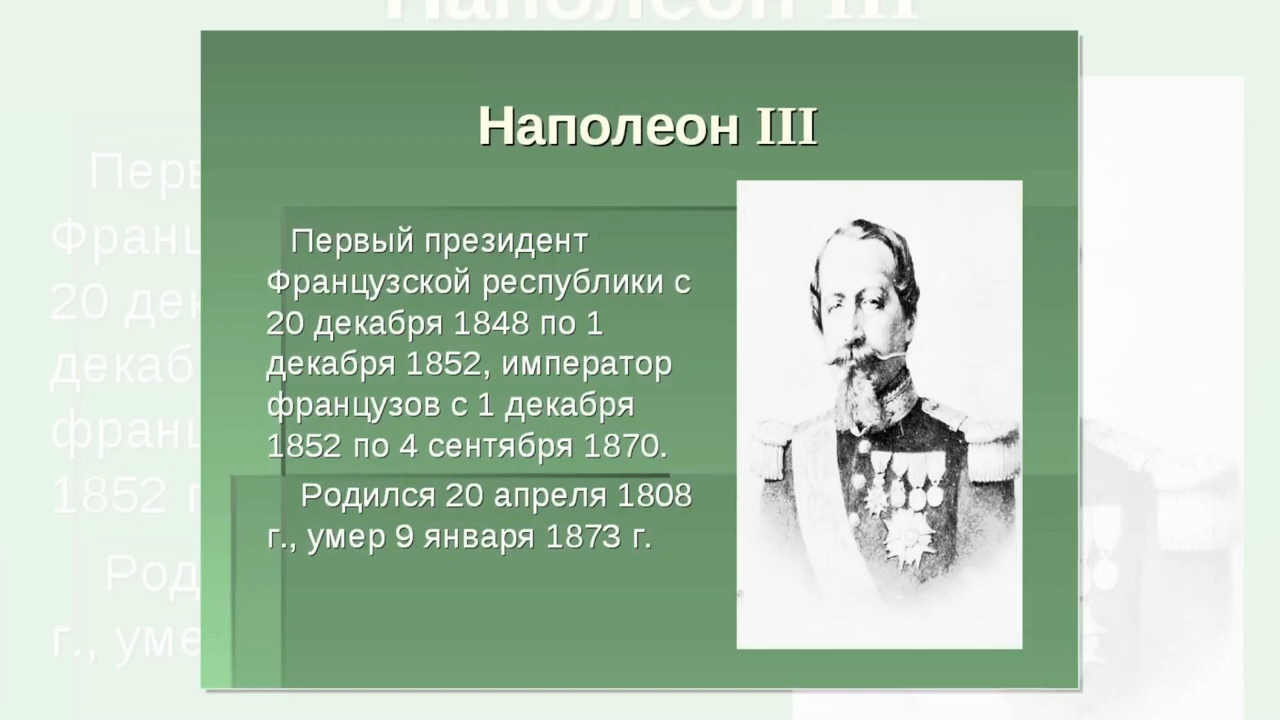 Наполеон III
Первый президент
Французской республики с
20 декабря 1848 по 1
декабря 1852, император
французов с 1 декабря
1852 по 4 сентября 1870.
Родился 20 апреля 1808
г., умер 9 января 1873 г.